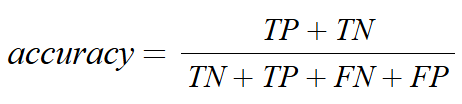 accuracy = TP + TN / TN + TP + FN + FP